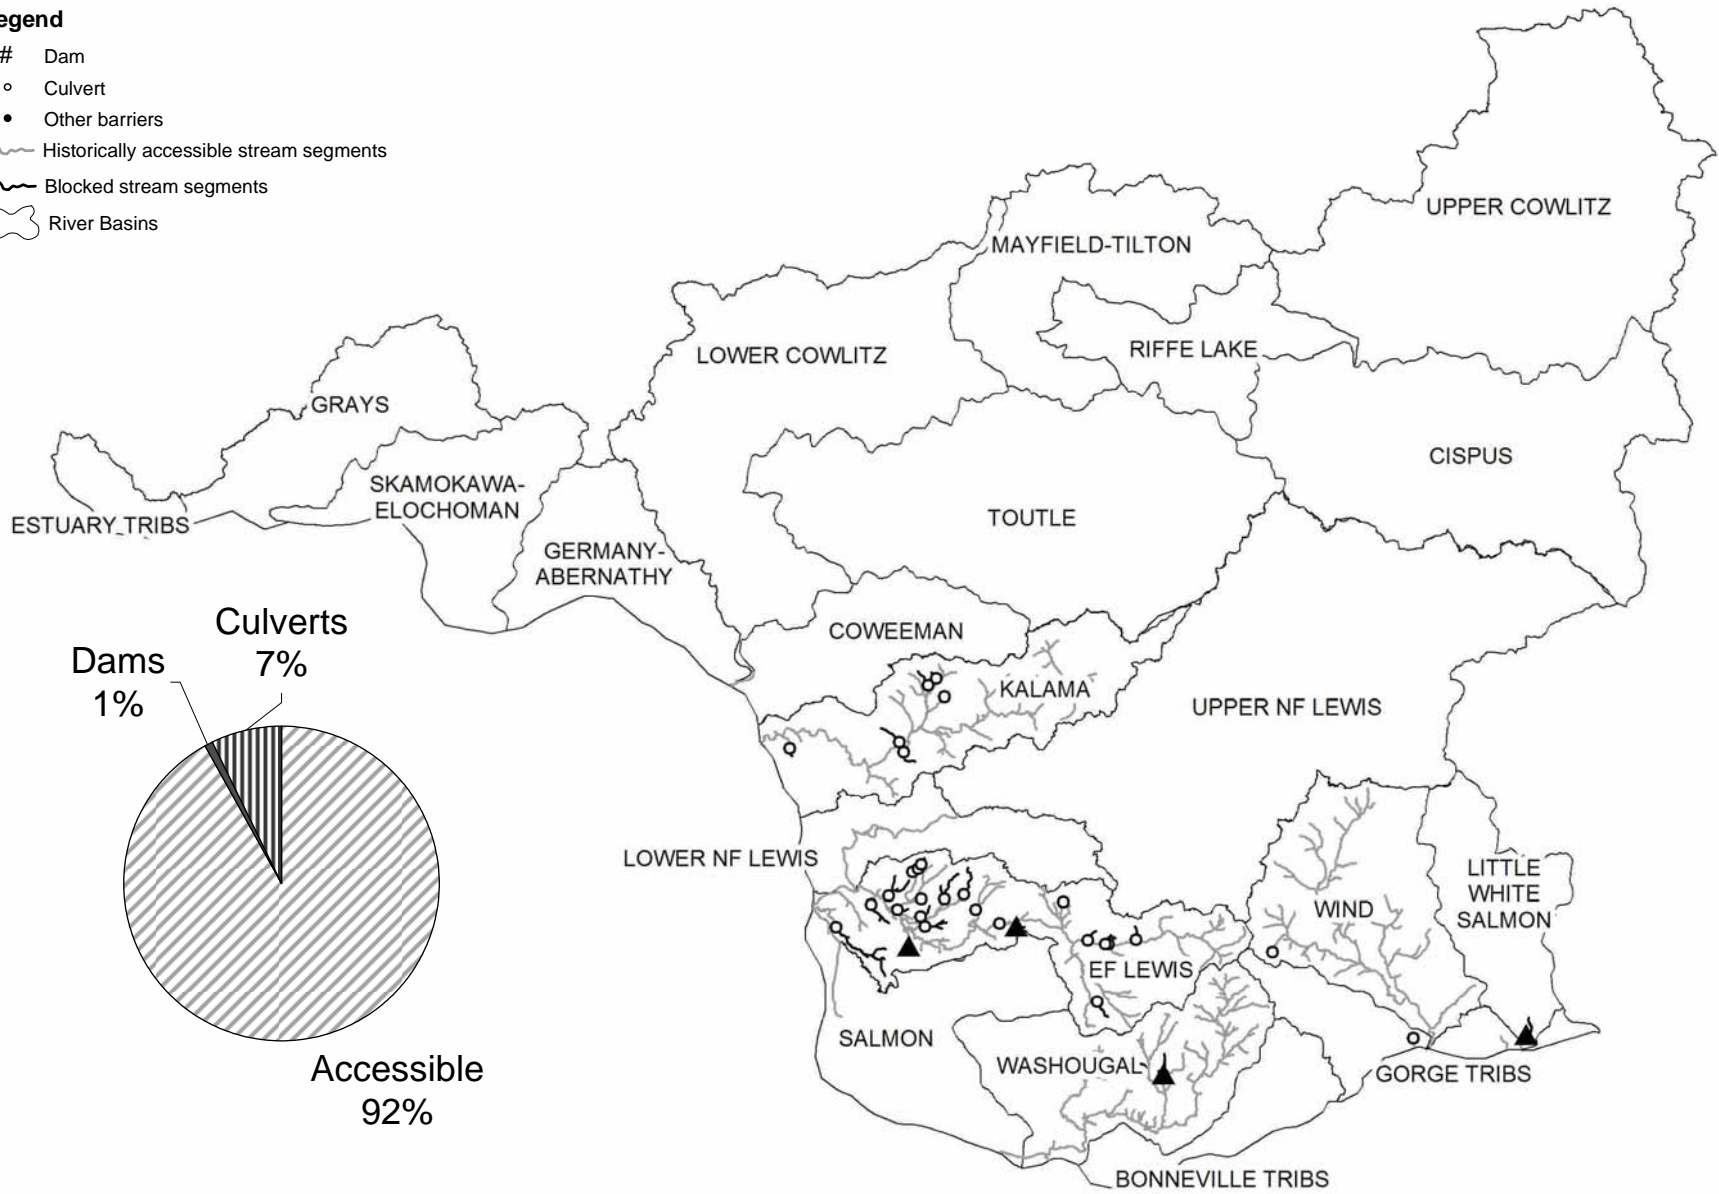 egend
# Dam
Culvert
Other barriers
Historically accessible stream segments
Blocked stream segments
River Basins
UPPER COWLITZ
MAYFIELD-TILTON
LOWER COWLITZ
RIFFE LAKE
GRAYS
CISPUS
SKAMOKAWA-
ELOCHOMAN
ESTUARY TRIBS
TOUTLE
GERMANY-
ABERNATHY
COWEEMAN
KALAMA
UPPER NF LEWIS
Culverts
7%
Dams
1%
LOWER NF LEWIS
LITTLE
WHITE
SALMON
WIND
EF LEWIS
SALMON
WASHOUGAL
GORGE TRIBS
Accessible
92%
BONNEVILLE TRIBS